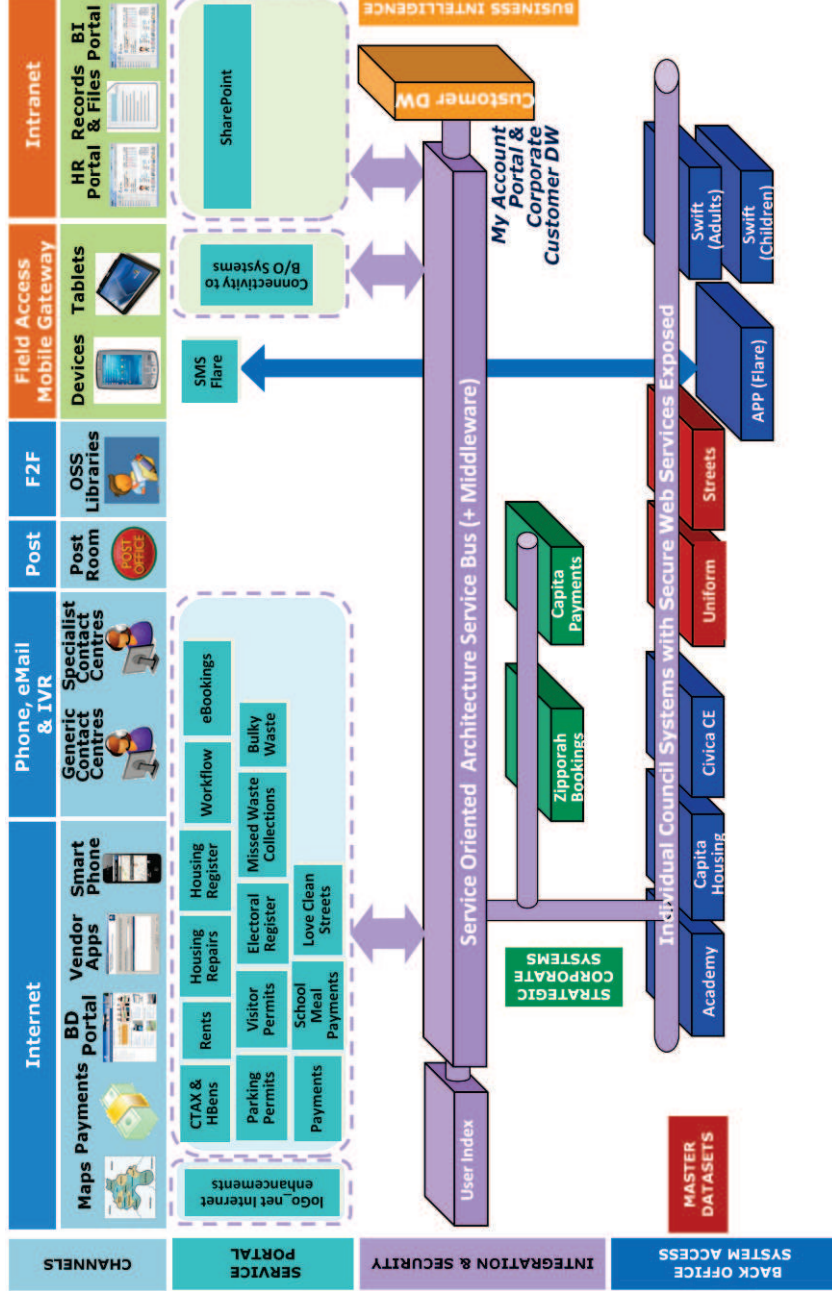 CHANNELS
Internet
Phone, eMail
& IVR
Post
F2F
Field Access
Mobile Gateway
Intranet
Maps
Payments
BD
Portal
Vendor
Apps
Smart
Phone
Generic
Contact
Centres
Specialist
Contact
Centres
Post
Room
POST
OFFICE
OSS
Libraries
Devices
Tablets
HR
Portal
Records
& Files
BI
Portal
SERVICE
PORTAL
loGo_net Internet
enhancements
CTAX &
HBens
Rents
Housing
Repairs
Housing
Register
Workflow
eBookings
Parking
Permits
Visitor
Permits
Electoral
Register
Missed Waste
Collections
Bulky
Waste
Payments
School
Meal
Payments
Love Clean
Streets
SMS
Flare
Connectivity to
B/O Systems
SharePoint
INTEGRATION & SECURITY
User Index
Service Oriented Architecture Service Bus (+ Middleware)
Customer DW
BUSINESS INTELLIGENCE
My Account
Portal &
Corporate
Customer DW
STRATEGIC
CORPORATE
SYSTEMS
Zipporah
Bookings
Capita
Payments
BACK OFFICE
SYSTEM ACCESS
MASTER
DATASETS
Individual Council Systems with Secure Web Services Exposed
Academy
Capita
Housing
Civica CE
Uniform
Streets
APP (Flare)
Swift
(Adults)
Swift
(Children)